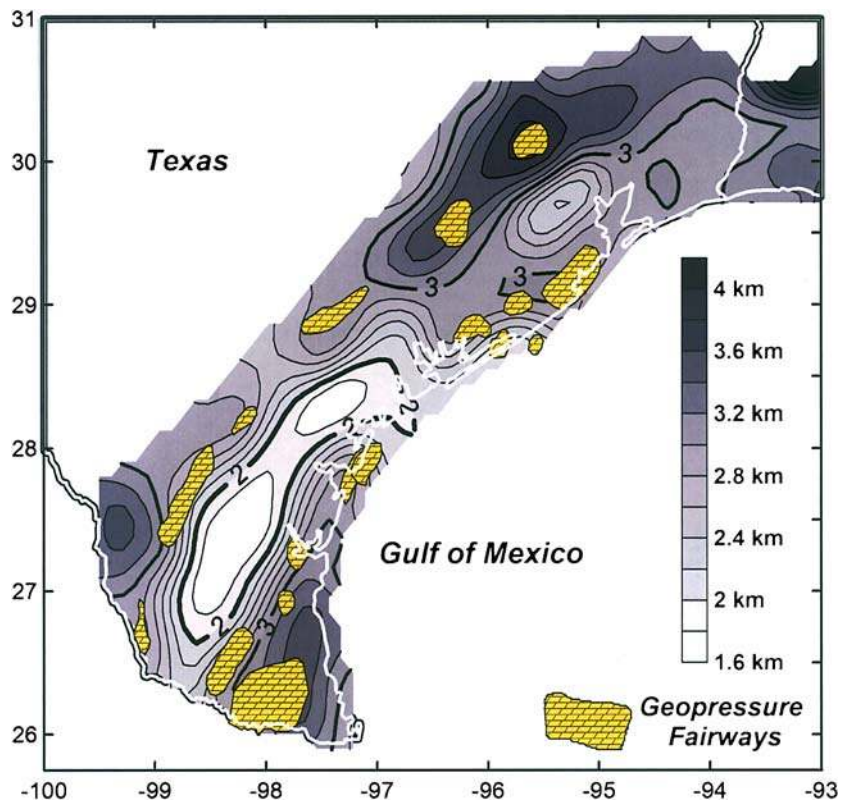 31
30
29
28
27
26
-100
-99
-98
-97
-96
-95
-94
-93
Texas
Gulf of Mexico
3
3
3
2
2
2
2
3
4 km
3.6 km
3.2 km
2.8 km
2.4 km
2 km
1.6 km
Geopressure
Fairways